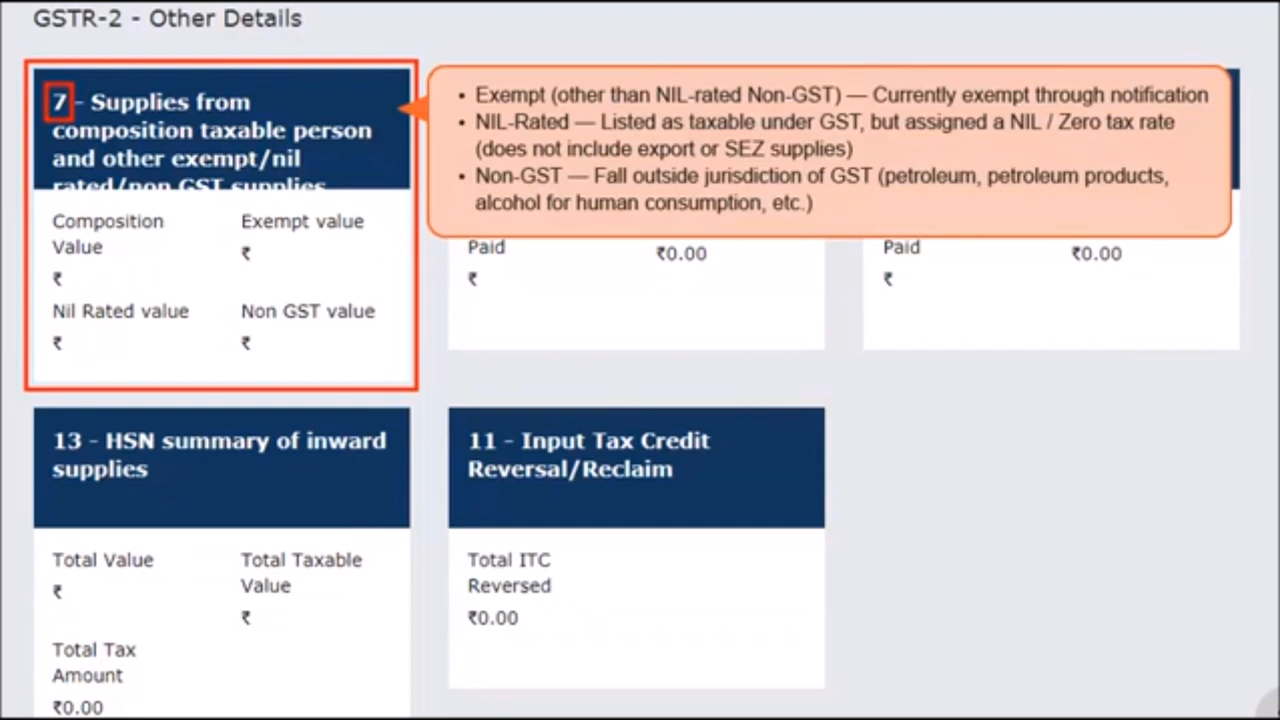 GSTR-2 - Other Details
7 - Supplies from
composition taxable person
and other exempt/nil
rated/non GST supplies
• Exempt (other than NIL-rated Non-GST) — Currently exempt through notification
• NIL-Rated — Listed as taxable under GST, but assigned a NIL / Zero tax rate
(does not include export or SEZ supplies)
• Non-GST — Fall outside jurisdiction of GST (petroleum, petroleum products,
alcohol for human consumption, etc.)
Composition
Value
₹
Exempt value
₹
Nil Rated value
₹
Non GST value
₹
Paid
₹
₹0.00
Paid
₹
₹0.00
13 - HSN summary of inward
supplies
Total Value
₹
Total Taxable
Value
₹
Total Tax
Amount
₹0.00
11 - Input Tax Credit
Reversal/Reclaim
Total ITC
Reversed
₹0.00